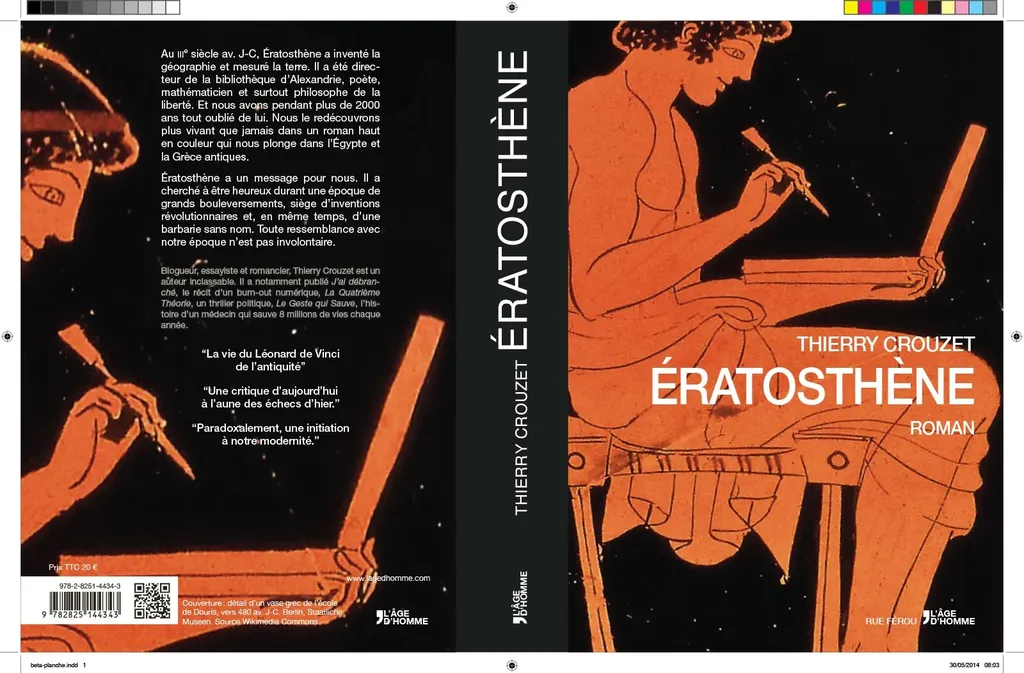 Au IIIe siècle av. J-C, Ératosthène a inventé la
géographie et mesuré la terre. Il a été direc-
teur de la bibliothèque d'Alexandrie, poète,
mathématicien et surtout philosophe de la
liberté. Et nous avons pendant plus de 2000
ans tout oublié de lui. Nous le redécouvrons
plus vivant que jamais dans un roman haut
en couleur qui nous plonge dans l'Égypte et
la Grèce antiques.
Ératosthène a un message pour nous. Il a
cherché à être heureux durant une époque de
grands bouleversements, siège d'inventions
révolutionnaires et, en même temps, d'une
barbarie sans nom. Toute ressemblance avec
notre époque n'est pas involontaire.
Blogueur, essayiste et romancier, Thierry Crouzet est un
auteur inclassable. Il a notamment publié J'ai débran-
ché, le récit d'un burn-out numérique, La Quatrième
Théorie, un thriller politique, Le Geste qui Sauve, l'his-
toire d'un médecin qui sauve 8 millions de vies chaque
année.
“La vie du Léonard de Vinci
de l'antiquité”
“Une critique d'aujourd'hui
à l'aune des échecs d'hier.”
“Paradoxalement, une initiation
à notre modernité.”
Prix TTC 20 €
978-2-8251-4434-3
9 782825 144343
www.lagedhomme.com
Couverture : détail d'un vase grec de l'école
de Douris, vers 480 av. J-C. Berlin, Staatliche
Museen. Source Wikimedia Commons.
L'ÂGE
D'HOMME
THIERRY CROUZET ÉRATOSTHÈNE
L'ÂGE
D'HOMME
THIERRY CROUZET
ÉRATOSTHÈNE
ROMAN
RUE FÉROU
L'ÂGE
D'HOMME
beta-planche.indd 1
30/05/2014 08:03